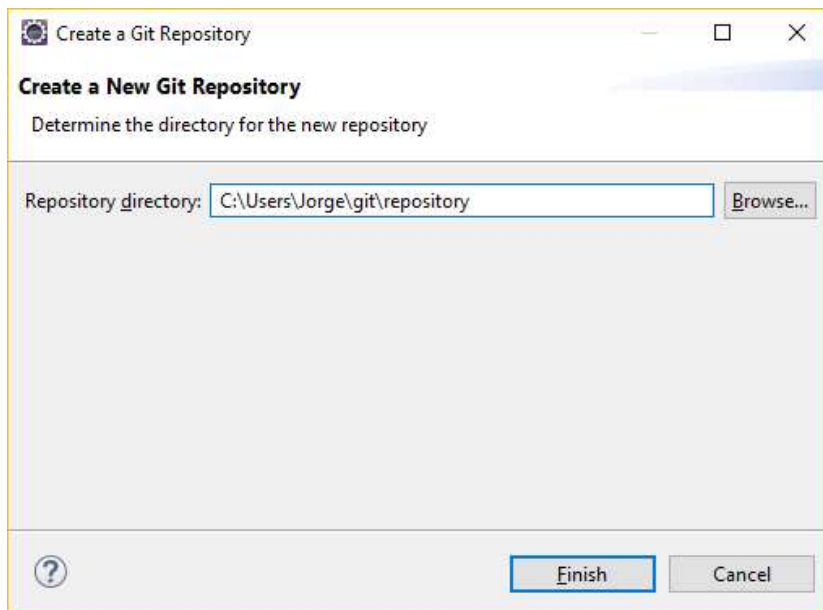 Create a Git Repository
Create a New Git Repository
Determine the directory for the new repository
Repository directory: C:\Users\Jorge\git\repository Browse...
? Finish Cancel